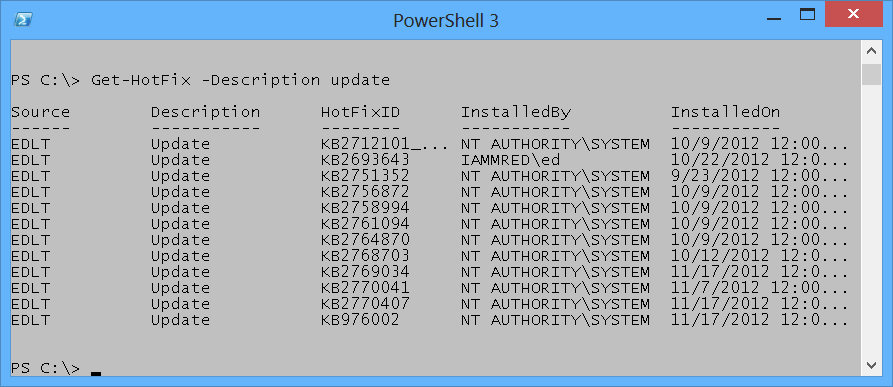 PowerShell 3
PS C:\> Get-HotFix -Description update
Source Description HotFixID InstalledBy InstalledOn
------ ----------- -------- ----------- -----------
EDLT Update KB2712101_... NT AUTHORITY\SYSTEM 10/9/2012 12:00...
EDLT Update KB2693643 IAMMRED\ed 10/22/2012 12:0...
EDLT Update KB2751352 NT AUTHORITY\SYSTEM 9/23/2012 12:00...
EDLT Update KB2756872 NT AUTHORITY\SYSTEM 10/9/2012 12:00...
EDLT Update KB2758994 NT AUTHORITY\SYSTEM 10/9/2012 12:00...
EDLT Update KB2761094 NT AUTHORITY\SYSTEM 10/9/2012 12:00...
EDLT Update KB2764870 NT AUTHORITY\SYSTEM 10/9/2012 12:00...
EDLT Update KB2768703 NT AUTHORITY\SYSTEM 10/12/2012 12:0...
EDLT Update KB2769034 NT AUTHORITY\SYSTEM 11/17/2012 12:0...
EDLT Update KB2770041 NT AUTHORITY\SYSTEM 11/7/2012 12:00...
EDLT Update KB2770407 NT AUTHORITY\SYSTEM 11/17/2012 12:0...
EDLT Update KB976002 NT AUTHORITY\SYSTEM 11/17/2012 12:0...
PS C:\>